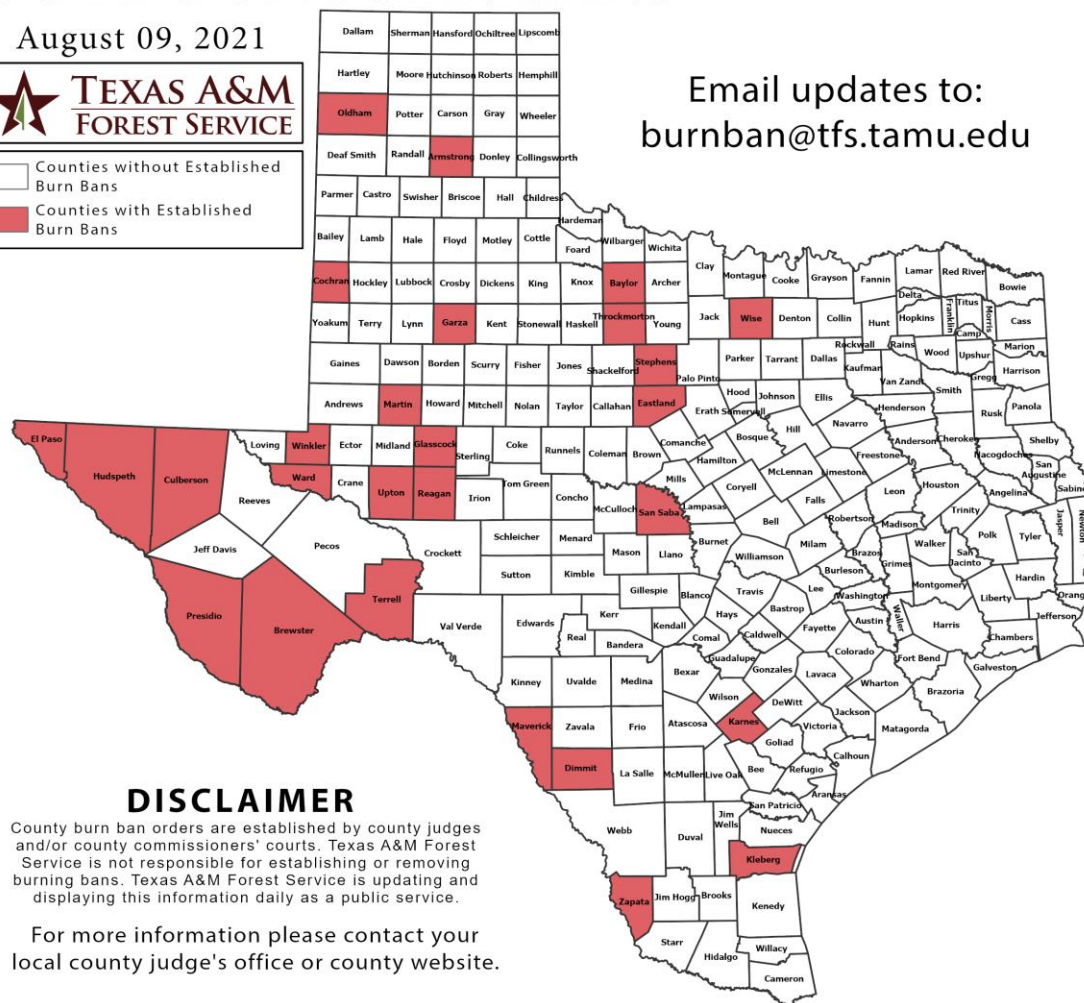 August 09, 2021
TEXAS A&M
FOREST SERVICE
Counties without Established
Burn Bans
Counties with Established
Burn Bans
Email updates to:
burnban@tfs.tamu.edu
Dallam Sherman Hansford Ochiltree Lipscomb
Hartley Moore Hutchinson Roberts Hemphill
Oldham Potter Carson Gray Wheeler
Deaf Smith Randall Armstrong Donley Collingsworth
Parmer Castro Swisher Briscoe Hall Childress
Hardeman
Bailey Lamb Hale Floyd Motley Cottle Foard Wilbarger Wichita
Clay Montague Cooke Grayson Fannin Lamar Red River Bowie
Cochran Hockley Lubbock Crosby Dickens King Knox Baylor Archer
Delta Franklin Titus Morris
Yoakum Terry Lynn Garza Kent Stonewall Haskell Throckmorton Young Jack Wise Denton Collin Hunt Hopkins Cass
Rockwall Rains Camp Marion
Gaines Dawson Borden Scurry Fisher Jones Shackelford Stephens Palo Pinto Parker Tarrant Dallas Kaufman Wood Upshur Harrison
Van Zandt Gregg
Andrews Martin Howard Mitchell Nolan Taylor Callahan Eastland Hood Johnson Ellis Smith
Erath Somervell Henderson Rusk Panola
El Paso Hudspeth Culberson Loving Winkler Ector Midland Glasscock Sterling Coke Runnels Coleman Brown Comanche Bosque Hill Navarro Anderson Cherokee Shelby
Nacogdoches San Augustine
Reeves Ward Crane Upton Reagan Irion Tom Green Concho McCulloch San Saba Mills Hamilton McLennan Limestone Freestone
Lampasas Coryell Falls Leon Houston Angelina Sabine
Jeff Davis Pecos Crockett Schleicher Menard Mason Llano Burnet Bell Robertson Madison Trinity Polk Tyler Jasper Newton
Sutton Kimble Williamson Milam Brazos Grimes Walker San Jacinto
Presidio Brewster Terrell Gillespie Blanco Travis Burleson Lee Washington Montgomery Liberty Hardin Orang
Val Verde Edwards Kerr Kendall Hays Bastrop Austin Waller Harris Jefferson
Real Bandera Comal Caldwell Fayette Chambers
Kinney Uvalde Medina Bexar Guadalupe Gonzales Colorado Fort Bend Galveston
Wilson Lavaca Wharton Brazoria
Maverick Zavala Frio Atascosa Karnes DeWitt Jackson Matagorda
Victoria Goliad Calhoun
Dimmit La Salle McMullen Live Oak Bee Refugio
Aransas
San Patricio
Webb Duval Jim Wells Nueces
Kleberg
Zapata Jim Hogg Brooks Kenedy
Starr Hidalgo Willacy
Cameron
DISCLAIMER
County burn ban orders are established by county judges
and/or county commissioners' courts. Texas A&M Forest
Service is not responsible for establishing or removing
burning bans. Texas A&M Forest Service is updating and
displaying this information daily as a public service.
For more information please contact your
local county judge's office or county website.